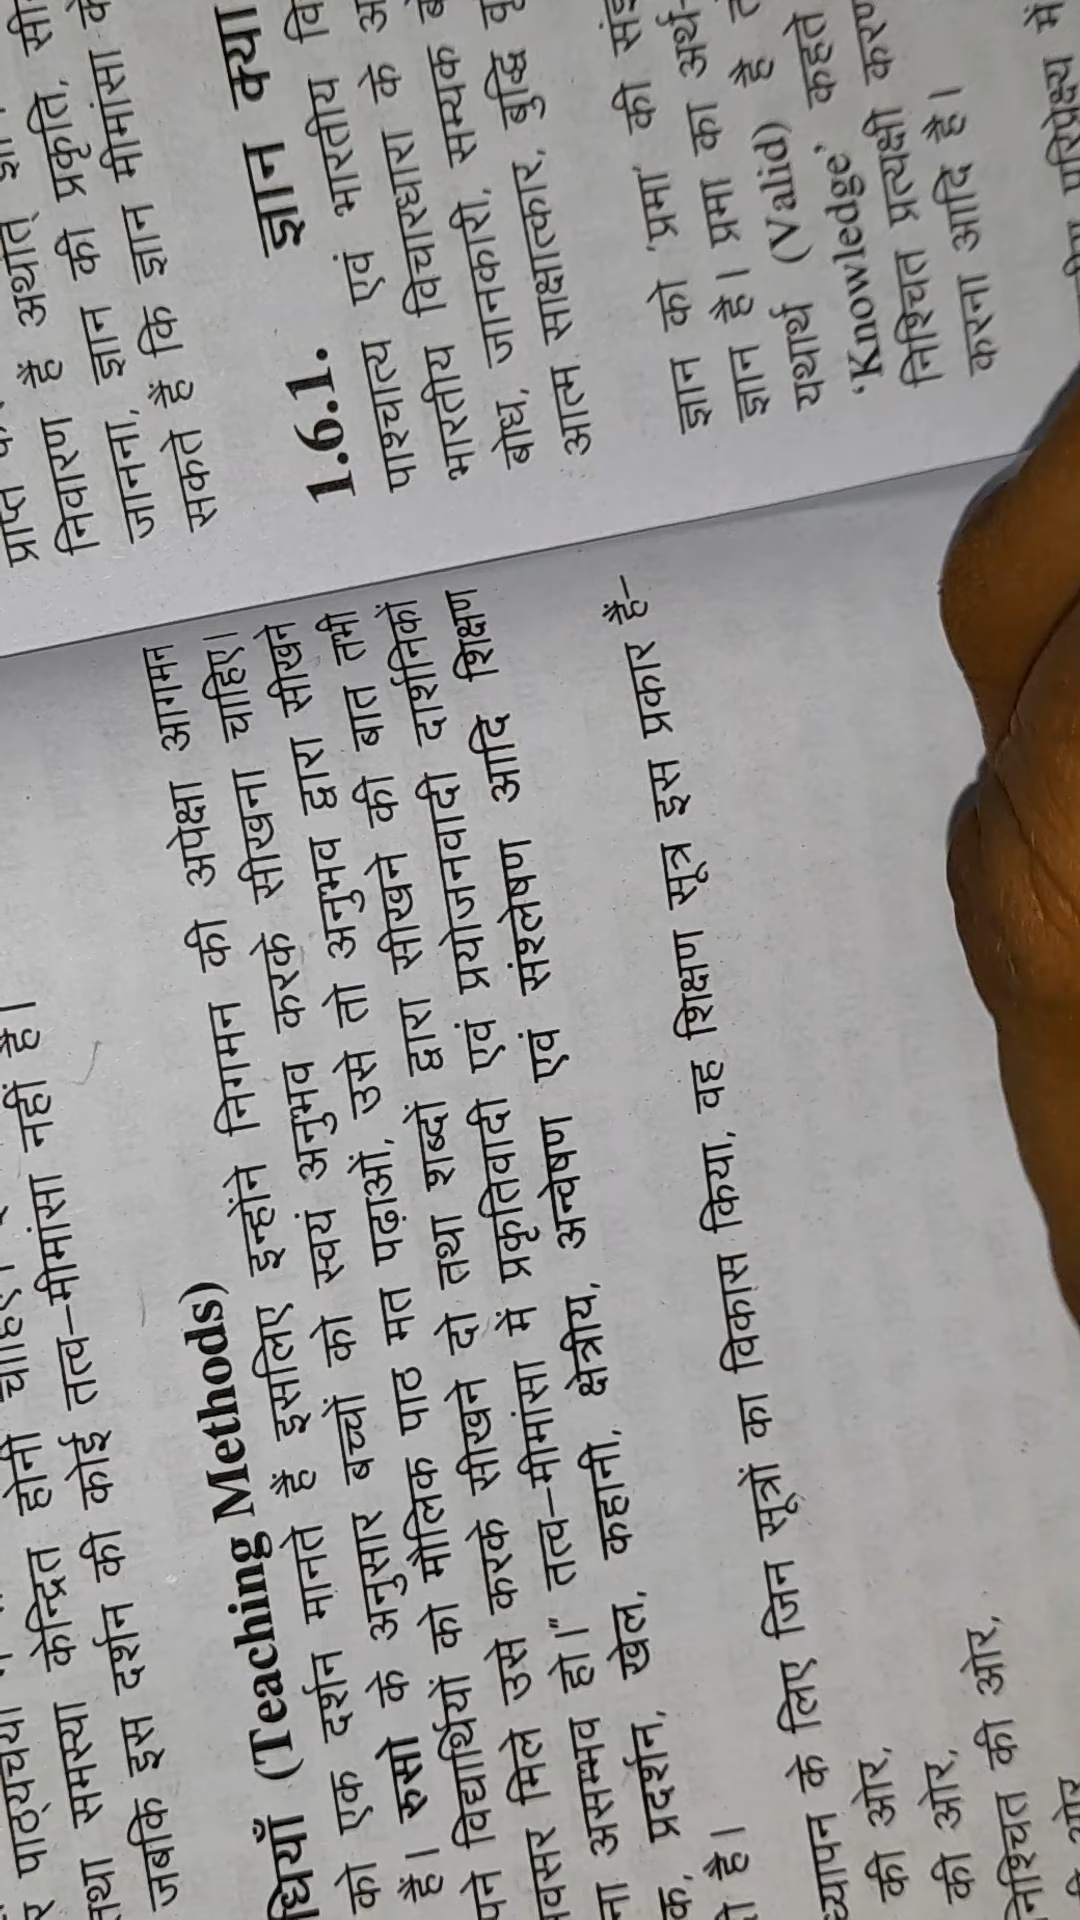 पाठ्यचर्या
तथा समस्या केन्द्रित होनी चाहिए।
जबकि इस दर्शन की कोई तत्त्व-मीमांसा नहीं है।
(Teaching Methods)
को एक दर्शन मानते हैं इसलिए इन्होंने निगमन की अपेक्षा आगमन
है। रुसो के अनुसार बच्चों को स्वयं अनुभव करके सीखना चाहिए।
विद्यार्थियों को मौलिक पाठ मत पढ़ाओं, उसे तो अनुभव द्वारा सीखने
मिले उसे करके सीखने दो तथा शब्दों द्वारा सीखने की बात तभी
असम्भव हो।" तत्त्व-मीमांसा में प्रकृतिवादी एवं प्रयोजनवादी दार्शनिकों
प्रदर्शन, खेल, कहानी, क्षेत्रीय, अन्वेषण एवं संश्लेषण आदि शिक्षण
है।
के लिए जिन सूत्रों का विकास किया, वह शिक्षण सूत्र इस प्रकार हैं-
की ओर,
की ओर,
की ओर,
ओर
निवारण है अर्थात्
जानना, ज्ञान की प्रकृति,
सकते हैं कि ज्ञान मीमांसा
1.6.1. ज्ञान क्या
पाश्चात्य एवं भारतीय
भारतीय विचारधारा के
बोध, जानकारी, सम्यक
आत्म साक्षात्कार, बुद्धि
ज्ञान को 'प्रमा' की
ज्ञान है। प्रमा का अर्थ-
यथार्थ (Valid) है
'Knowledge' कहते
निश्चित प्रत्यक्षी
करना आदि है।
परिप्रेक्ष्य में